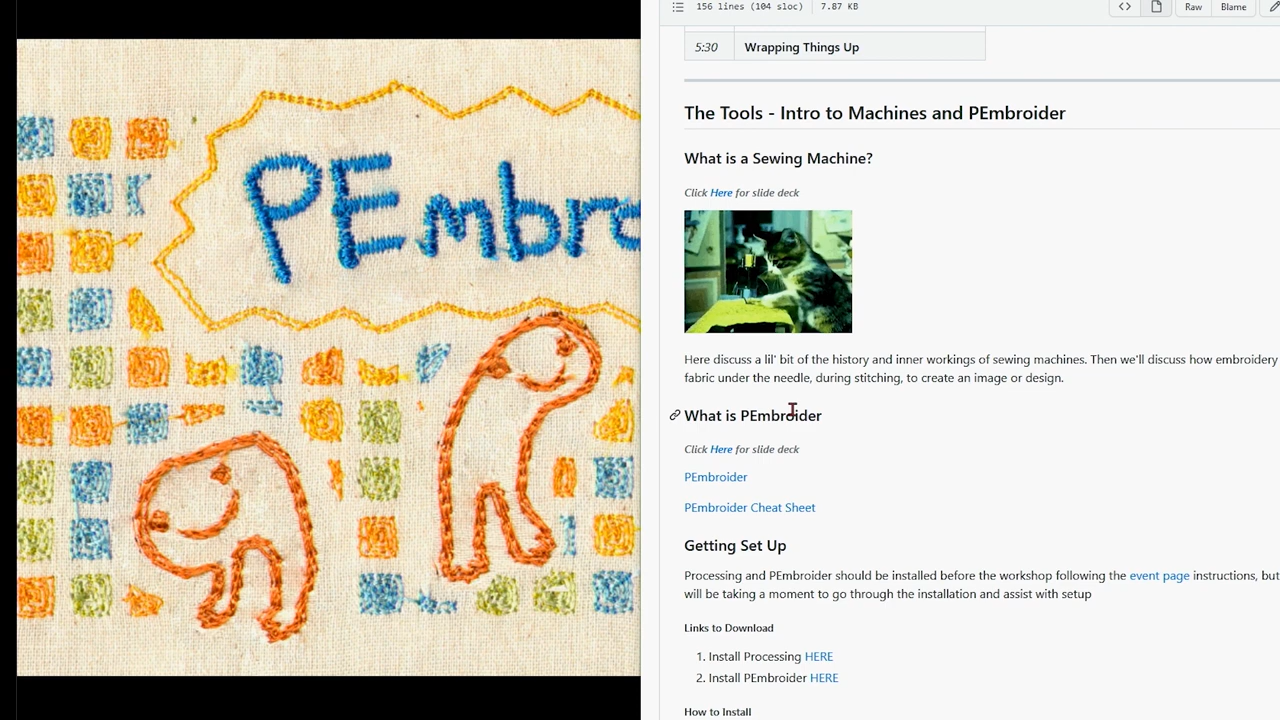 PEmbro
156 lines (104 sloc) 7.87 KB
Raw Blame
5:30 Wrapping Things Up
The Tools - Intro to Machines and PEmbroider
What is a Sewing Machine?
Click Here for slide deck
Here discuss a lil' bit of the history and inner workings of sewing machines. Then we'll discuss how embroidery
fabric under the needle, during stitching, to create an image or design.
What is PEmbroider
Click Here for slide deck
PEmbroider
PEmbroider Cheat Sheet
Getting Set Up
Processing and PEmbroider should be installed before the workshop following the event page instructions, but
will be taking a moment to go through the installation and assist with setup
Links to Download
1. Install Processing HERE
2. Install PEmbroider HERE
How to Install